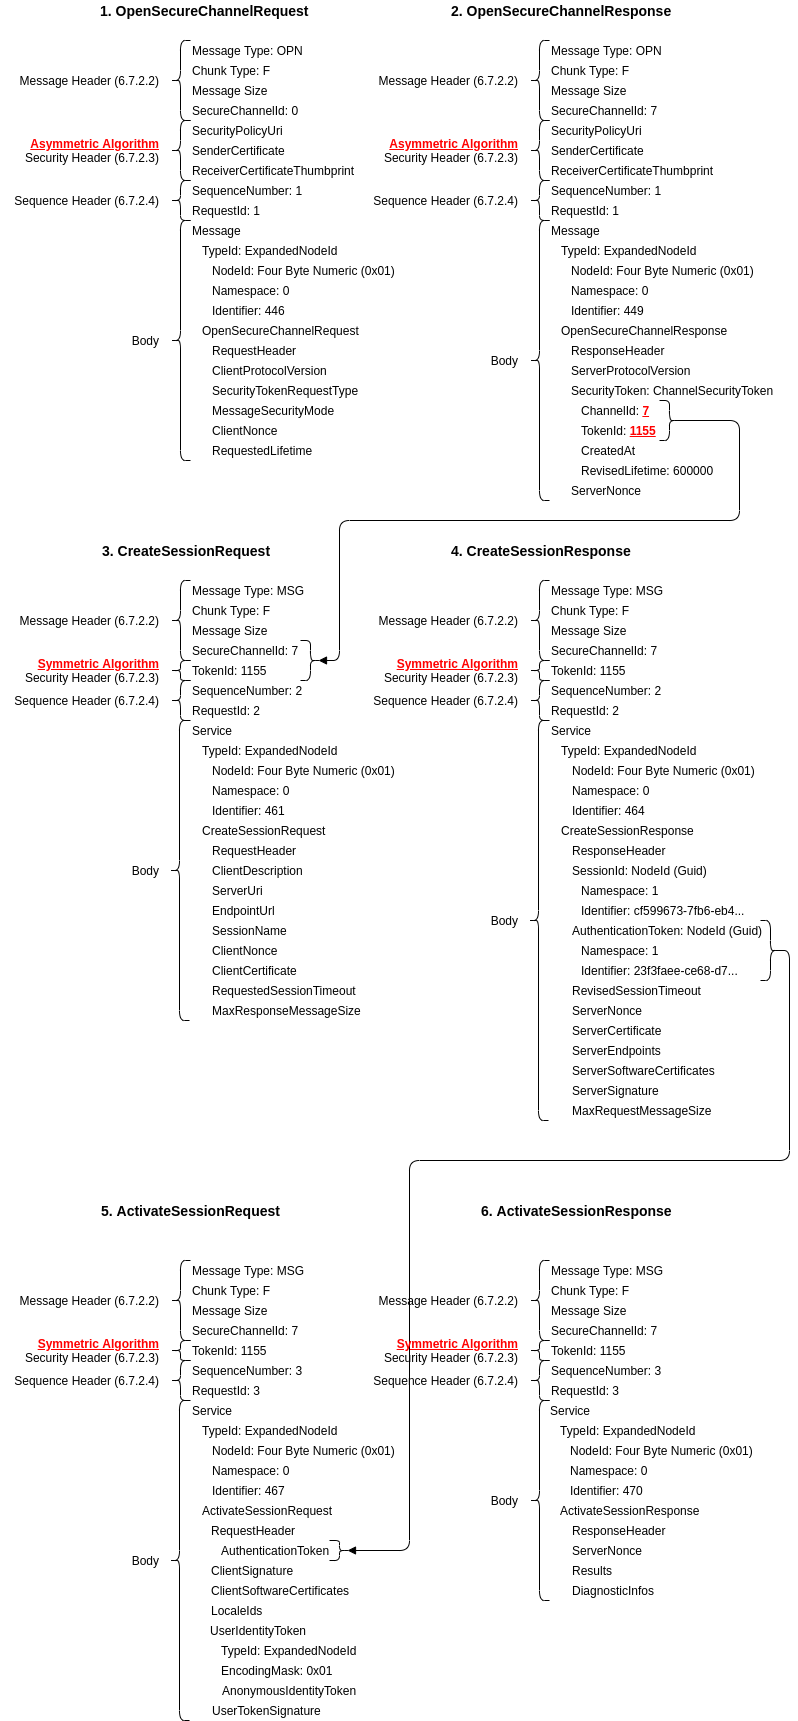 1. OpenSecureChannelRequest
Message Header (6.7.2.2)
Message Type: OPN
Chunk Type: F
Message Size
SecureChannelId: 0
Asymmetric Algorithm
Security Header (6.7.2.3)
SecurityPolicyUri
SenderCertificate
ReceiverCertificateThumbprint
Sequence Header (6.7.2.4)
SequenceNumber: 1
RequestId: 1
Body
Message
TypeId: ExpandedNodeId
NodeId: Four Byte Numeric (0x01)
Namespace: 0
Identifier: 446
OpenSecureChannelRequest
RequestHeader
ClientProtocolVersion
SecurityTokenRequestType
MessageSecurityMode
ClientNonce
RequestedLifetime
2. OpenSecureChannelResponse
Message Header (6.7.2.2)
Message Type: OPN
Chunk Type: F
Message Size
SecureChannelId: 7
Asymmetric Algorithm
Security Header (6.7.2.3)
SecurityPolicyUri
SenderCertificate
ReceiverCertificateThumbprint
Sequence Header (6.7.2.4)
SequenceNumber: 1
RequestId: 1
Body
Message
TypeId: ExpandedNodeId
NodeId: Four Byte Numeric (0x01)
Namespace: 0
Identifier: 449
OpenSecureChannelResponse
ResponseHeader
ServerProtocolVersion
SecurityToken: ChannelSecurityToken
ChannelId: 7
TokenId: 1155
CreatedAt
RevisedLifetime: 600000
ServerNonce
3. CreateSessionRequest
Message Header (6.7.2.2)
Message Type: MSG
Chunk Type: F
Message Size
SecureChannelId: 7
Symmetric Algorithm
Security Header (6.7.2.3)
TokenId: 1155
Sequence Header (6.7.2.4)
SequenceNumber: 2
RequestId: 2
Body
Service
TypeId: ExpandedNodeId
NodeId: Four Byte Numeric (0x01)
Namespace: 0
Identifier: 461
CreateSessionRequest
RequestHeader
ClientDescription
ServerUri
EndpointUrl
SessionName
ClientNonce
ClientCertificate
RequestedSessionTimeout
MaxResponseMessageSize
4. CreateSessionResponse
Message Header (6.7.2.2)
Message Type: MSG
Chunk Type: F
Message Size
SecureChannelId: 7
Symmetric Algorithm
Security Header (6.7.2.3)
TokenId: 1155
Sequence Header (6.7.2.4)
SequenceNumber: 2
RequestId: 2
Body
Service
TypeId: ExpandedNodeId
NodeId: Four Byte Numeric (0x01)
Namespace: 0
Identifier: 464
CreateSessionResponse
ResponseHeader
SessionId: NodeId (Guid)
Namespace: 1
Identifier: cf599673-7fb6-eb4...
AuthenticationToken: NodeId (Guid)
Namespace: 1
Identifier: 23f3faee-ce68-d7...
RevisedSessionTimeout
ServerNonce
ServerCertificate
ServerEndpoints
ServerSoftwareCertificates
ServerSignature
MaxRequestMessageSize
5. ActivateSessionRequest
Message Header (6.7.2.2)
Message Type: MSG
Chunk Type: F
Message Size
SecureChannelId: 7
Symmetric Algorithm
Security Header (6.7.2.3)
TokenId: 1155
Sequence Header (6.7.2.4)
SequenceNumber: 3
RequestId: 3
Body
Service
TypeId: ExpandedNodeId
NodeId: Four Byte Numeric (0x01)
Namespace: 0
Identifier: 467
ActivateSessionRequest
RequestHeader
AuthenticationToken
ClientSignature
ClientSoftwareCertificates
LocaleIds
UserIdentityToken
TypeId: ExpandedNodeId
EncodingMask: 0x01
AnonymousIdentityToken
UserTokenSignature
6. ActivateSessionResponse
Message Header (6.7.2.2)
Message Type: MSG
Chunk Type: F
Message Size
SecureChannelId: 7
Symmetric Algorithm
Security Header (6.7.2.3)
TokenId: 1155
Sequence Header (6.7.2.4)
SequenceNumber: 3
RequestId: 3
Body
Service
TypeId: ExpandedNodeId
NodeId: Four Byte Numeric (0x01)
Namespace: 0
Identifier: 470
ActivateSessionResponse
ResponseHeader
ServerNonce
Results
DiagnosticInfos